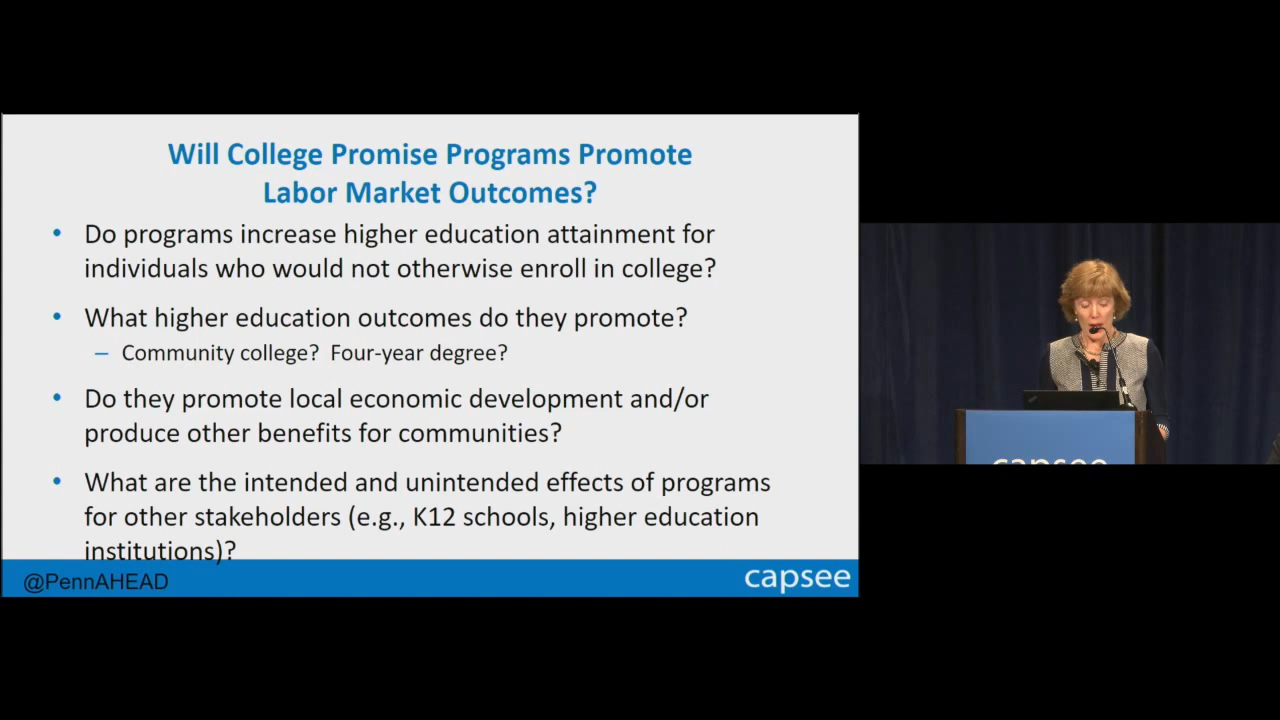 Will College Promise Programs Promote
Labor Market Outcomes?
• Do programs increase higher education attainment for
individuals who would not otherwise enroll in college?
• What higher education outcomes do they promote?
– Community college? Four-year degree?
• Do they promote local economic development and/or
produce other benefits for communities?
• What are the intended and unintended effects of programs
for other stakeholders (e.g., K12 schools, higher education
institutions)?
@PennAHEAD
capsee
capsee